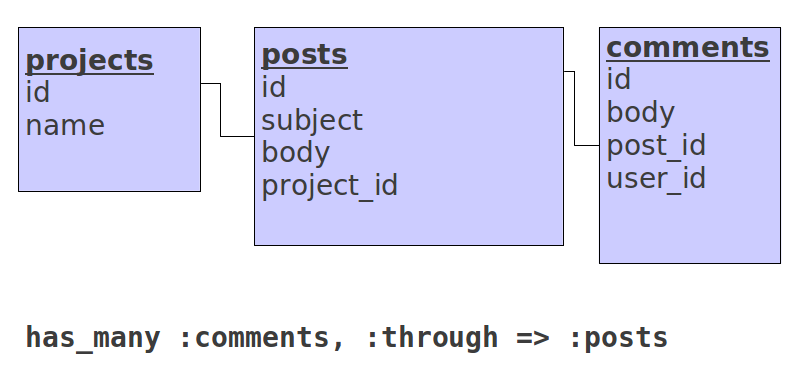 projects
id
name
posts
id
subject
body
project_id
comments
id
body
post_id
user_id
has_many :comments, :through => :posts